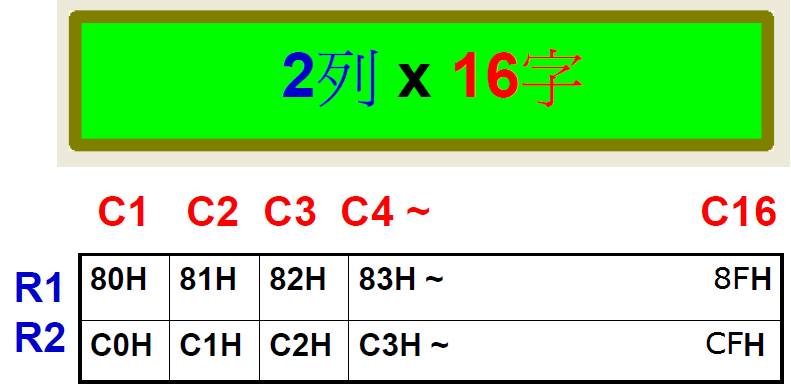 2列 x 16字
C1 C2 C3 C4 ~ C16
R1 80H 81H 82H 83H ~ 8FH
R2 C0H C1H C2H C3H ~ CFH